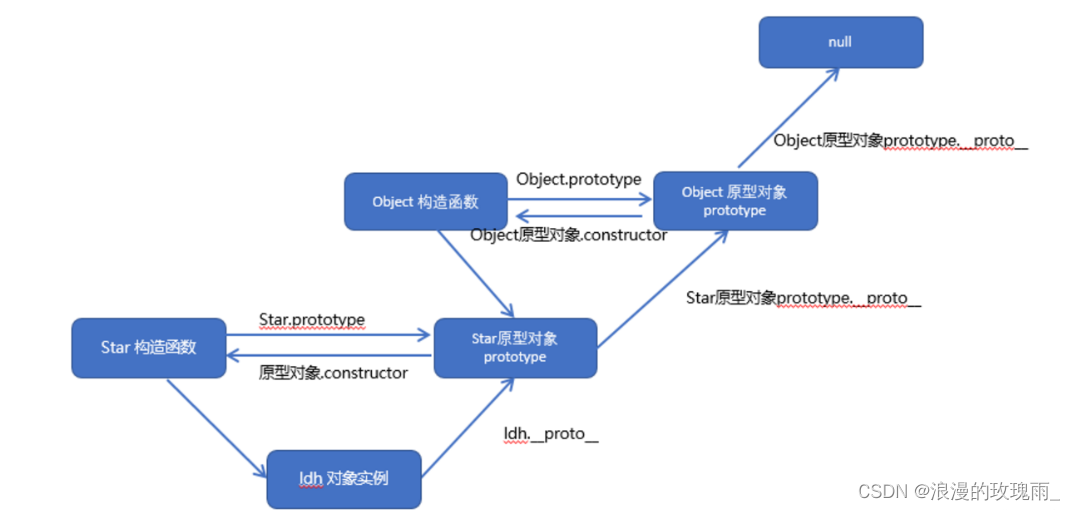 null
Object原型对象prototype.__proto__
Object.prototype
Object 构造函数
Object 原型对象
prototype
Object原型对象.constructor
Star原型对象prototype.__proto__
Star.prototype
Star 构造函数
Star原型对象
prototype
原型对象.constructor
ldh.__proto__
ldh 对象实例
CSDN @浪漫的玫瑰雨_